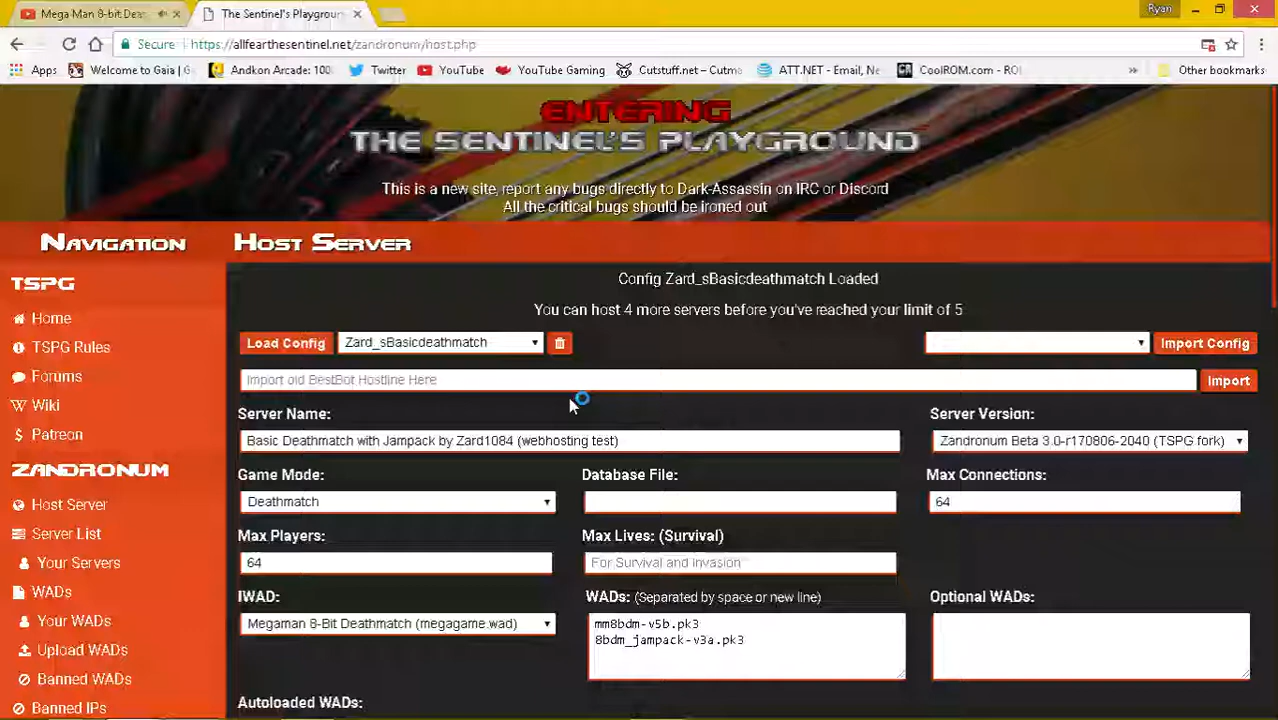 Mega Man 8-bit Dea
The Sentinel's Playgroun
Ryan
Secure
https://allfearthesentinel.net/zandronum/host.php
Apps
Welcome to Gaia | G
Andkon Arcade: 100
Twitter
YouTube
YouTube Gaming
Cutstuff.net – Cutm
ATT.NET - Email, Ne
CoolROM.com - RO
»
Other bookmarks
ENTERING
THE SENTINEL'S PLAYGROUND
This is a new site, report any bugs directly to Dark-Assassin on IRC or Discord
All the critical bugs should be ironed out
Navigation
Host Server
TSPG
Home
TSPG Rules
Forums
Wiki
Patreon
Zandronum
Host Server
Server List
Your Servers
WADs
Your WADs
Upload WADs
Banned WADs
Banned IPs
Config Zard_sBasicdeathmatch Loaded
You can host 4 more servers before you've reached your limit of 5
Load Config
Zard_sBasicdeathmatch
Import Config
Import old BestBot Hostline Here
Import
Server Name:
Server Version:
Basic Deathmatch with Jampack by Zard1084 (webhosting test)
Zandronum Beta 3.0-r170806-2040 (TSPG fork)
Game Mode:
Database File:
Max Connections:
Deathmatch
64
Max Players:
Max Lives: (Survival)
64
For Survival and Invasion
IWAD:
WADs: (Separated by space or new line)
Optional WADs:
Megaman 8-Bit Deathmatch (megagame.wad)
mm8bdm-v5b.pk3
8bdm_jampack-v3a.pk3
Autoloaded WADs: